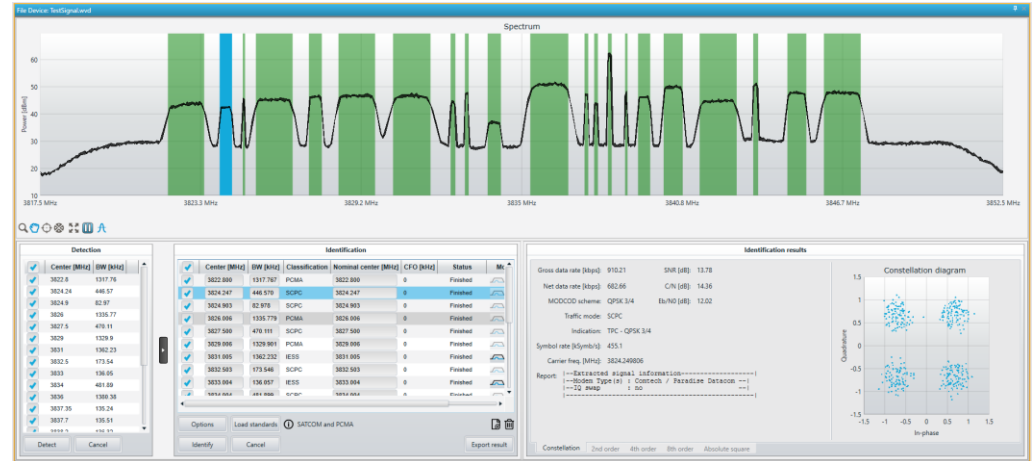 File Device: TestSignal.wvd
Spectrum
Power [dBm]
60
50
40
30
20
10
3817.5 MHz 3823.3 MHz 3829.2 MHz 3835 MHz 3840.8 MHz 3846.7 MHz 3852.5 MHz
Detection
Center [MHz] BW [kHz]
3822.8 1317.76
3824.24 446.57
3824.9 82.97
3826 1335.77
3827.5 470.11
3829 1329.9
3831 1362.23
3832.5 173.54
3833 136.05
3834 481.89
3836 1380.38
3837.35 135.24
3837.7 135.51
Detect Cancel
Identification
Center [MHz] BW [kHz] Classification Nominal center [MHz] CFO [kHz] Status Mc
3822.800 1317.767 PCMA 3822.800 0 Finished
3824.247 446.570 SCPC 3824.247 0 Finished
3824.903 82.978 SCPC 3824.903 0 Finished
3826.006 1335.779 PCMA 3826.006 0 Finished
3827.500 470.111 SCPC 3827.500 0 Finished
3829.006 1329.901 PCMA 3829.006 0 Finished
3831.005 1362.232 IESS 3831.005 0 Finished
3832.503 173.546 SCPC 3832.503 0 Finished
3833.004 136.057 IESS 3833.004 0 Finished
3834.004 481.899 SCPC 3834.004 0 Finished
Options Load standards SATCOM and PCMA
Identify Cancel Export result
Identification results
Gross data rate [kbps]: 910.21 SNR [dB]: 13.78
Net data rate [kbps]: 682.66 C/N [dB]: 14.36
MODCOD scheme: QPSK 3/4 Eb/N0 [dB]: 12.02
Traffic mode: SCPC
Indication: TPC - QPSK 3/4
Symbol rate [kSymb/s]: 455.1
Carrier freq. [MHz]: 3824.249806
Report: |--Extracted signal information------------------|
|--Modem Type(s) : Comtech / Paradise Datacom --|
|--IQ swap : no --|
|-----------------------------------------------|
Constellation 2nd order 4th order 8th order Absolute square
Constellation diagram
Quadrature
1.5
1
0.5
0
-0.5
-1
-1.5
-1.5 -1 -0.5 0 0.5 1 1.5
In-phase